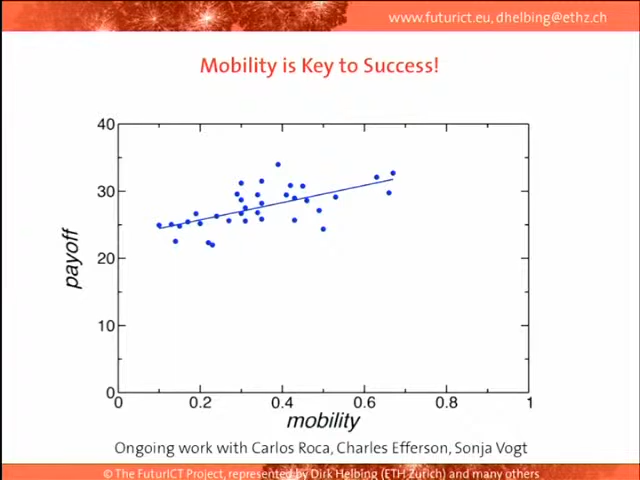 www.futurict.eu, dhelbing@ethz.ch
Mobility is Key to Success!
40
30
20
10
0
payoff
0 0.2 0.4 0.6 0.8 1
mobility
Ongoing work with Carlos Roca, Charles Efferson, Sonja Vogt
© The FuturICT Project, represented by Dirk Helbing (ETH Zurich) and many others